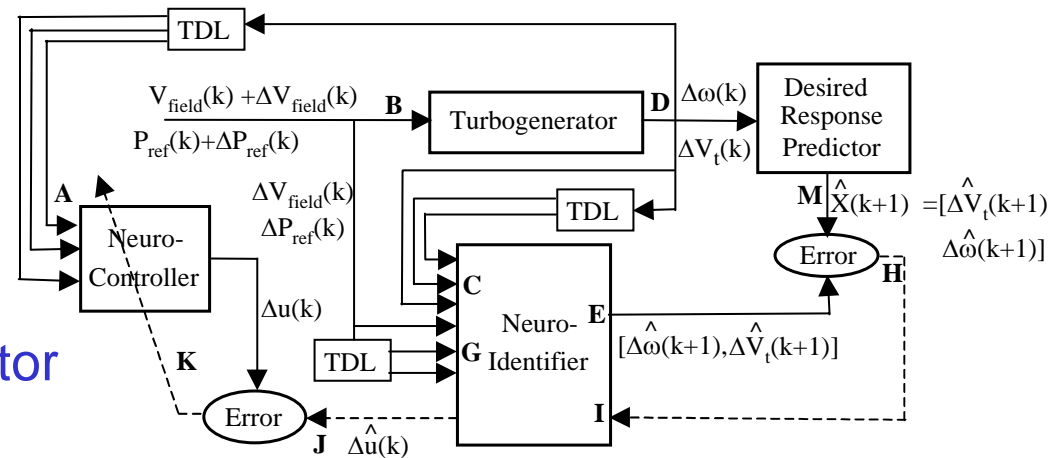 TDL
V_field(k) +ΔV_field(k)
B
Turbogenerator
D
Δω(k)
ΔV_t(k)
Desired
Response
Predictor
P_ref(k)+ΔP_ref(k)
A
ΔV_field(k)
ΔP_ref(k)
TDL
M
X̂(k+1) =[ΔV̂_t(k+1)
Δω̂(k+1)]
Neuro-
Controller
Error
H
C
Δu(k)
Neuro-
Identifier
E
[Δω̂(k+1),ΔV̂_t(k+1)]
TDL
G
tor
K
Error
J
Δû(k)
I